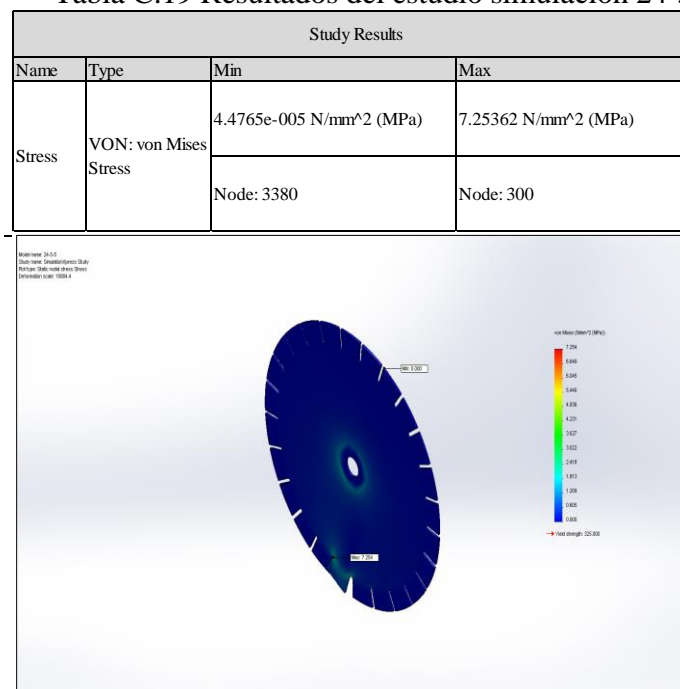 Tabla C.19 Resultados del estudio simulación 24
Study Results
Name Type Min Max
Stress
VON: von Mises
Stress
4.4765e-005 N/mm^2 (MPa)
7.25362 N/mm^2 (MPa)
Node: 3380
Node: 300
Model name: 24-5-5
Study name: SimulationXpress Study
Plot type: Static nodal stress Stress
Deformation scale: 10004.4
Min: 0.000
Max: 7.254
von Mises (N/mm^2 (MPa))
7.254
6.648
6.045
5.440
4.836
4.231
3.627
3.022
2.418
1.813
1.209
0.605
0.000
Yield strength: 325.000